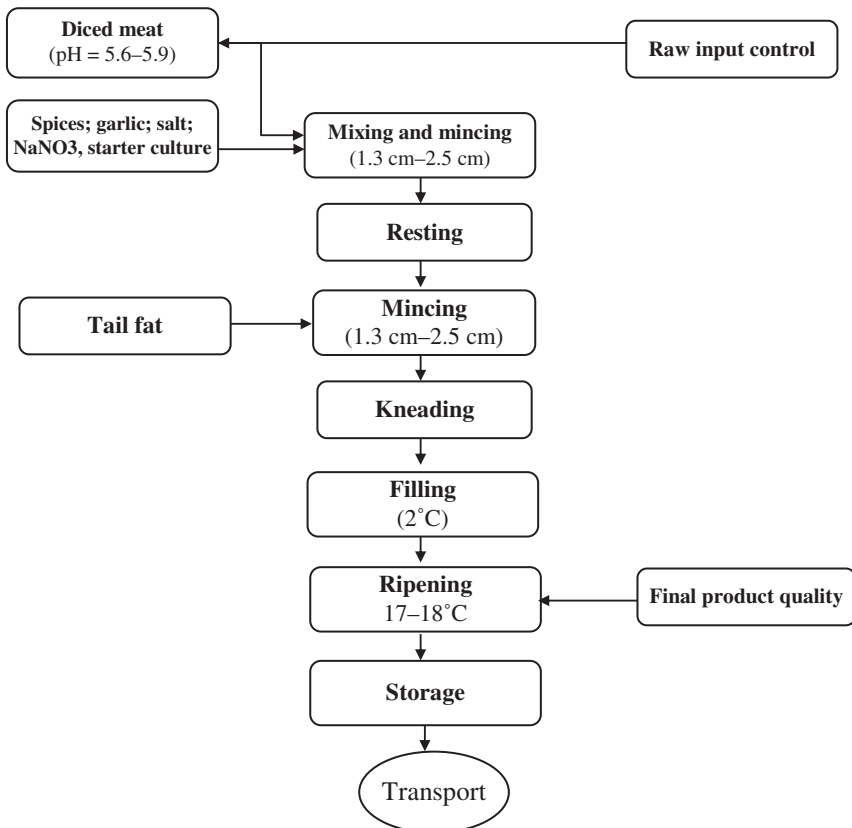 Diced meat
(pH = 5.6–5.9)
Raw input control
Spices; garlic; salt;
NaNO3, starter culture
Mixing and mincing
(1.3 cm–2.5 cm)
Resting
Tail fat
Mincing
(1.3 cm–2.5 cm)
Kneading
Filling
(2˚C)
Ripening
17–18˚C
Final product quality
Storage
Transport